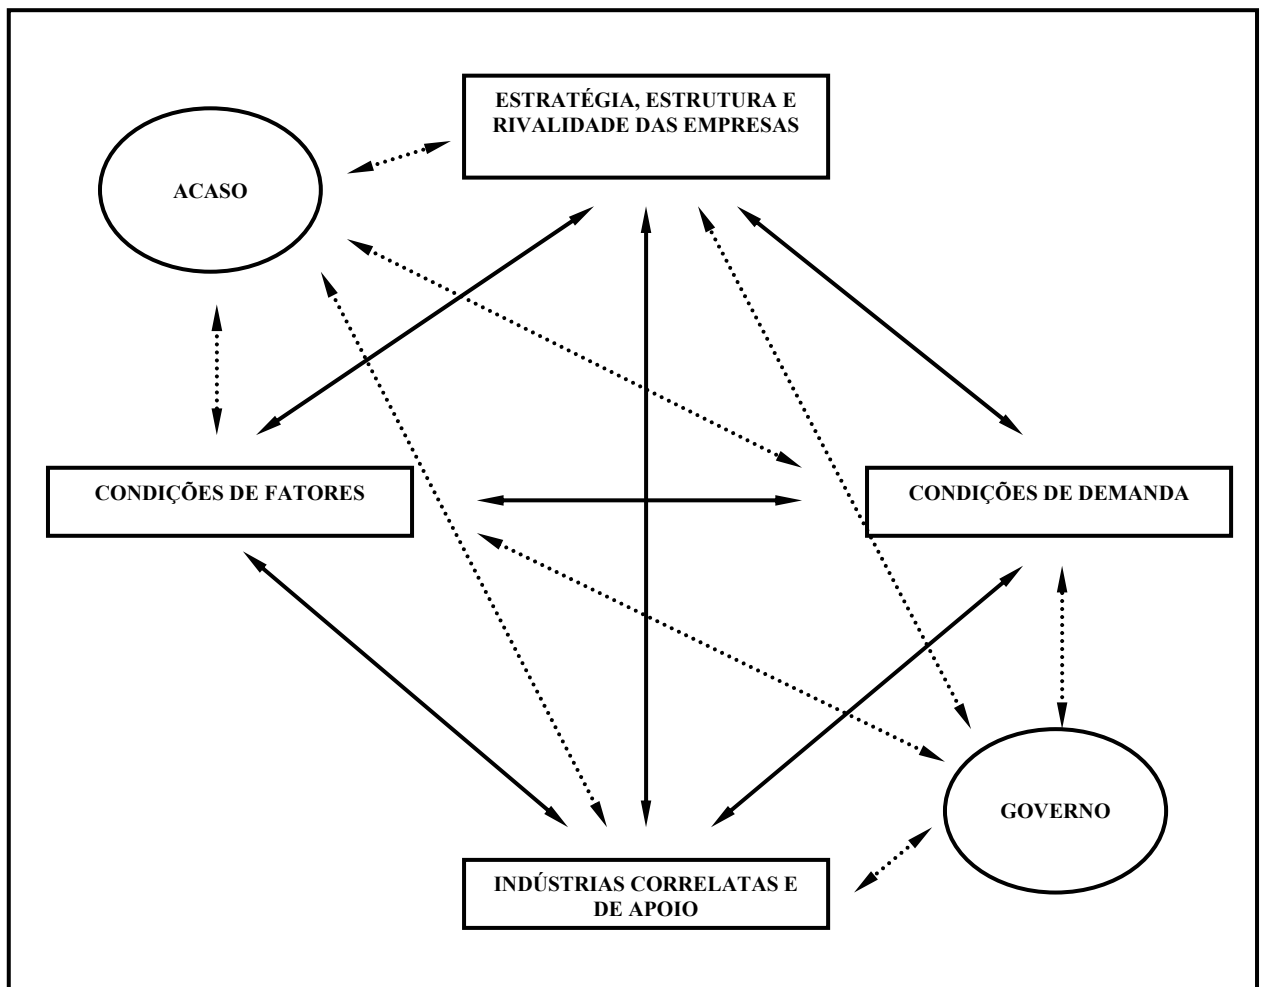 ESTRATÉGIA, ESTRUTURA E
RIVALIDADE DAS EMPRESAS
ACASO
CONDIÇÕES DE FATORES
CONDIÇÕES DE DEMANDA
GOVERNO
INDÚSTRIAS CORRELATAS E
DE APOIO